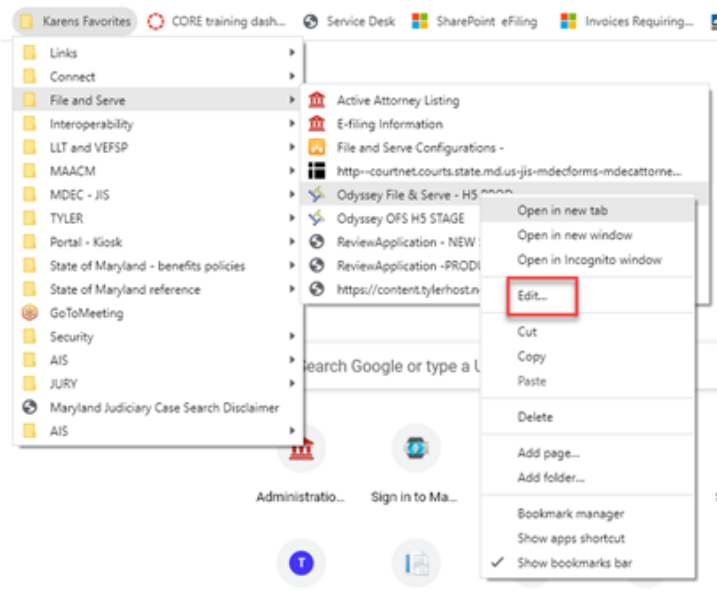 Karens Favorites CORE training dash... Service Desk SharePoint eFiling Invoices Requiring...
Links
Connect
File and Serve
Interoperability
LLT and VEFSP
MAACM
MDEC - JIS
TYLER
Portal - Kiosk
State of Maryland - benefits policies
State of Maryland reference
GoToMeeting
Security
AIS
JURY
Maryland Judiciary Case Search Disclaimer
AIS
Active Attorney Listing
E-filing Information
File and Serve Configurations -
http--courtnet.courts.state.md.us-jis-mdecforms-mdecattorne...
Odyssey File & Serve - H5 PROD
Odyssey OFS H5 STAGE
ReviewApplication - NEW
ReviewApplication -PRODU
https://content.tylerhost.n
Open in new tab
Open in new window
Open in Incognito window
Edit...
Cut
Copy
Paste
Delete
Add page...
Add folder...
Bookmark manager
Show apps shortcut
Show bookmarks bar
Search Google or type a U
Administratio... Sign in to Ma...
T